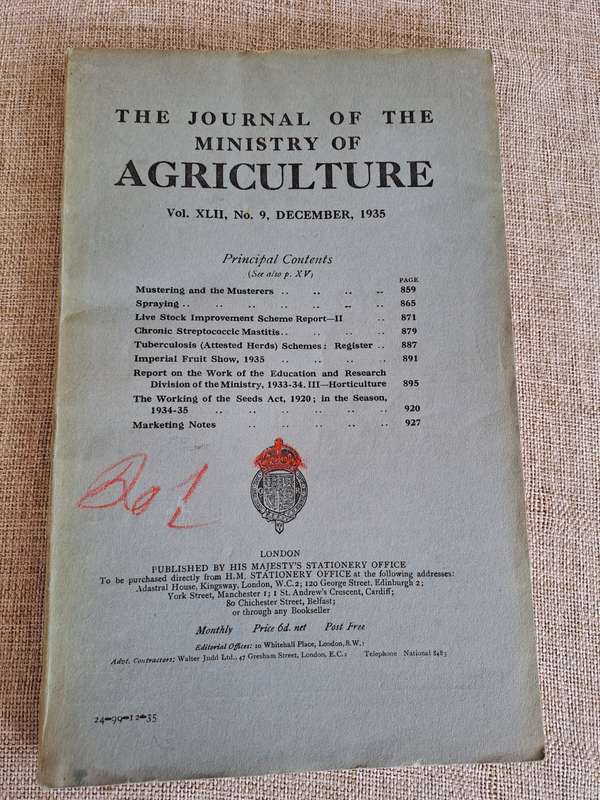 THE JOURNAL OF THE
MINISTRY OF
AGRICULTURE
Vol. XLII, No. 9, DECEMBER, 1935
Principal Contents
(See also p. XV)
PAGE
Mustering and the Musterers .. .. .. .. 859
Spraying .. .. .. .. .. .. .. 865
Live Stock Improvement Scheme Report—II .. 871
Chronic Streptococcic Mastitis.. .. .. .. 879
Tuberculosis (Attested Herds) Schemes: Register .. 887
Imperial Fruit Show, 1935 .. .. .. .. 891
Report on the Work of the Education and Research
Division of the Ministry, 1933-34. III—Horticulture 895
The Working of the Seeds Act, 1920; in the Season,
1934-35 .. .. .. .. .. .. 920
Marketing Notes .. .. .. .. .. 927
LONDON
PUBLISHED BY HIS MAJESTY'S STATIONERY OFFICE
To be purchased directly from H.M. STATIONERY OFFICE at the following addresses:
Adastral House, Kingsway, London, W.C.2; 120 George Street, Edinburgh 2;
York Street, Manchester 1; 1 St. Andrew's Crescent, Cardiff;
80 Chichester Street, Belfast;
or through any Bookseller
Monthly Price 6d. net Post Free
Editorial Offices: 10 Whitehall Place, London, S.W.1
Advt. Contractors: Walter Judd Ltd., 47 Gresham Street, London, E.C.2 Telephone National 8485
24-99-12-35